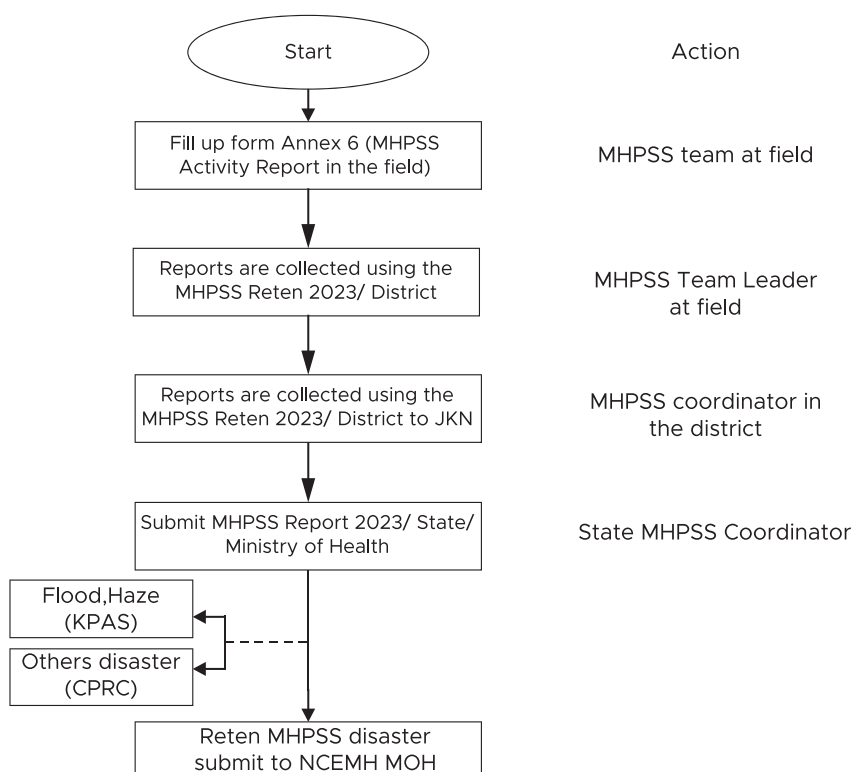 Start
Action
Fill up form Annex 6 (MHPSS
Activity Report in the field)
MHPSS team at field
Reports are collected using the
MHPSS Reten 2023/ District
MHPSS Team Leader
at field
Reports are collected using the
MHPSS Reten 2023/ District to JKN
MHPSS coordinator in
the district
Submit MHPSS Report 2023/ State/
Ministry of Health
State MHPSS Coordinator
Flood,Haze
(KPAS)
Others disaster
(CPRC)
Reten MHPSS disaster
submit to NCEMH MOH